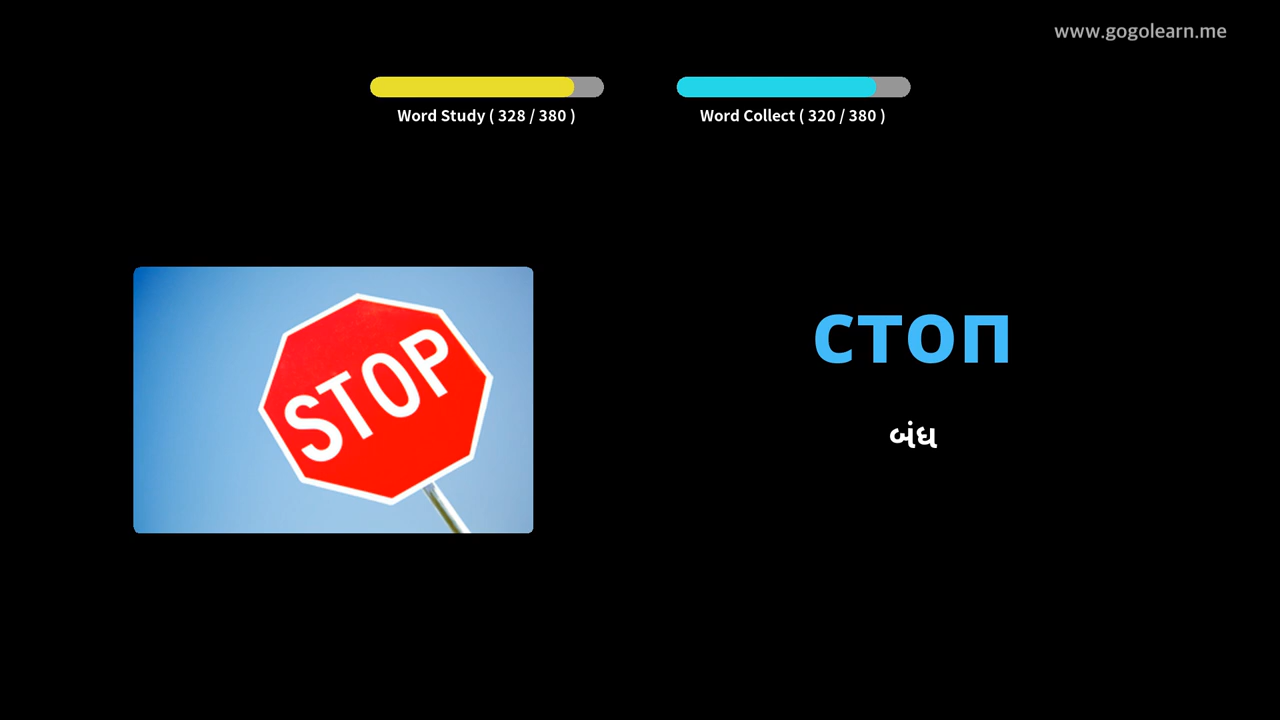 www.gogolearn.me
Word Study ( 328 / 380 )
Word Collect ( 320 / 380 )
STOP
стоп
બંધ